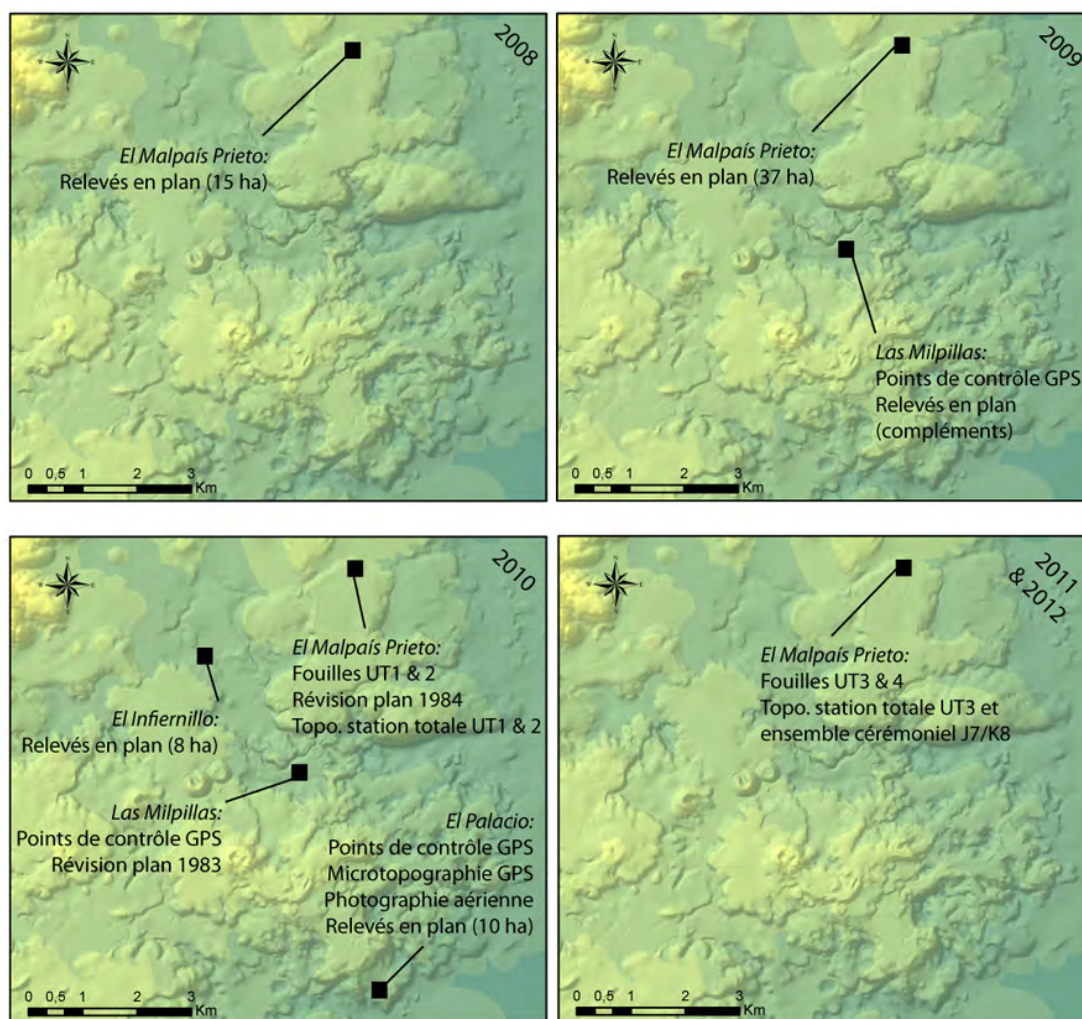 2008
El Malpaís Prieto:
Relevés en plan (15 ha)
0 0,5 1 2 3
Km
2009
El Malpaís Prieto:
Relevés en plan (37 ha)
Las Milpillas:
Points de contrôle GPS
Relevés en plan
(compléments)
0 0,5 1 2 3
Km
2010
El Malpaís Prieto:
Fouilles UT1 & 2
Révision plan 1984
Topo. station totale UT1 & 2
El Infiernillo:
Relevés en plan (8 ha)
Las Milpillas:
Points de contrôle GPS
Révision plan 1983
El Palacio:
Points de contrôle GPS
Microtopographie GPS
Photographie aérienne
Relevés en plan (10 ha)
0 0,5 1 2 3
Km
2011
& 2012
El Malpaís Prieto:
Fouilles UT3 & 4
Topo. station totale UT3 et
ensemble cérémoniel J7/K8
0 0,5 1 2 3
Km